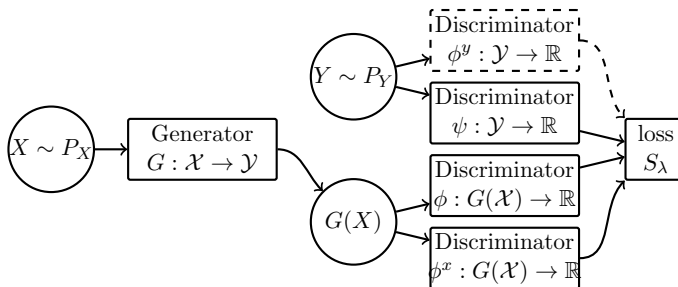 Discriminator
φ^y : 𝒴 → ℝ
Y ∼ P_Y
Discriminator
ψ : 𝒴 → ℝ
X ∼ P_X
Generator
G : 𝒳 → 𝒴
loss
S_λ
Discriminator
φ : G(𝒳) → ℝ
G(X)
Discriminator
φ^x : G(𝒳) → ℝ